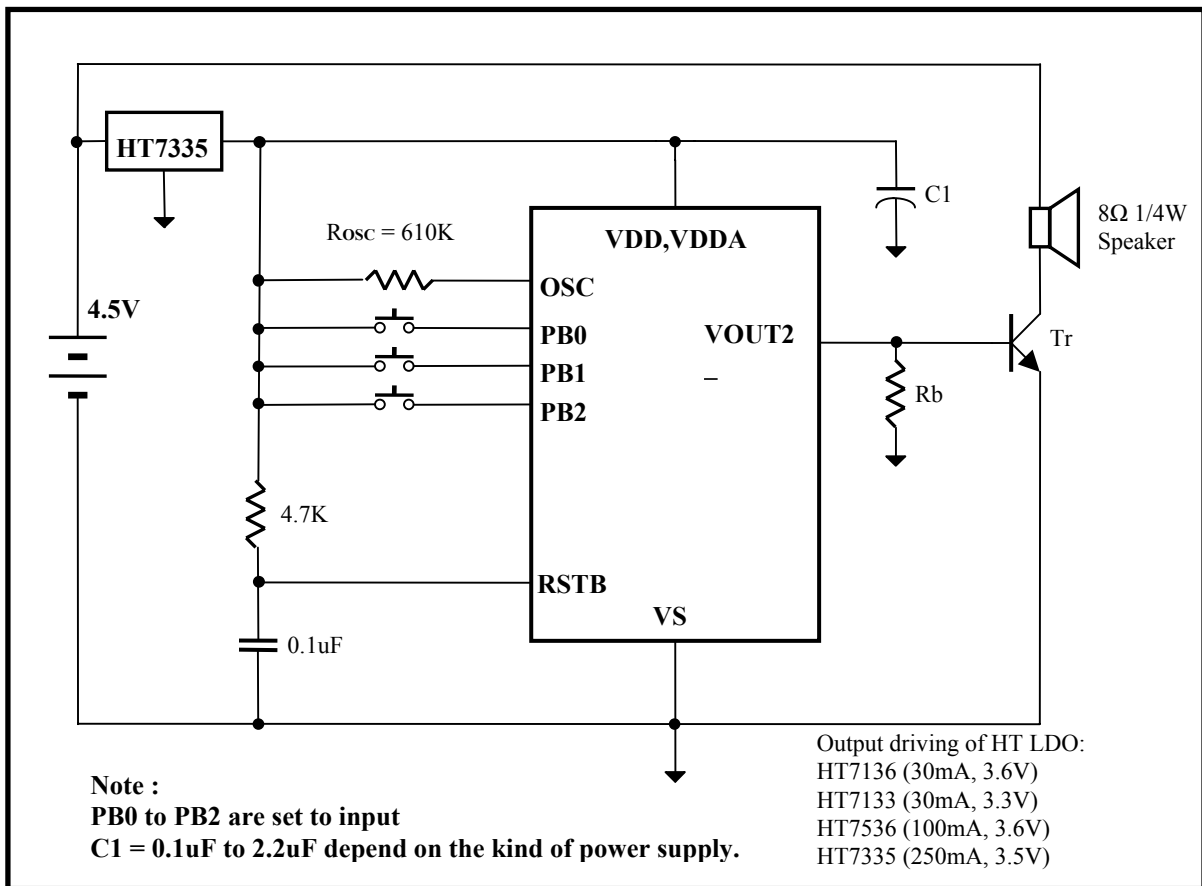 HT7335
C1
8Ω 1/4W
Speaker
Rosc = 610K
VDD,VDDA
OSC
4.5V
PB0
VOUT2
Tr
PB1
–
PB2
Rb
4.7K
RSTB
VS
0.1uF
Note :
PB0 to PB2 are set to input
C1 = 0.1uF to 2.2uF depend on the kind of power supply.
Output driving of HT LDO:
HT7136 (30mA, 3.6V)
HT7133 (30mA, 3.3V)
HT7536 (100mA, 3.6V)
HT7335 (250mA, 3.5V)